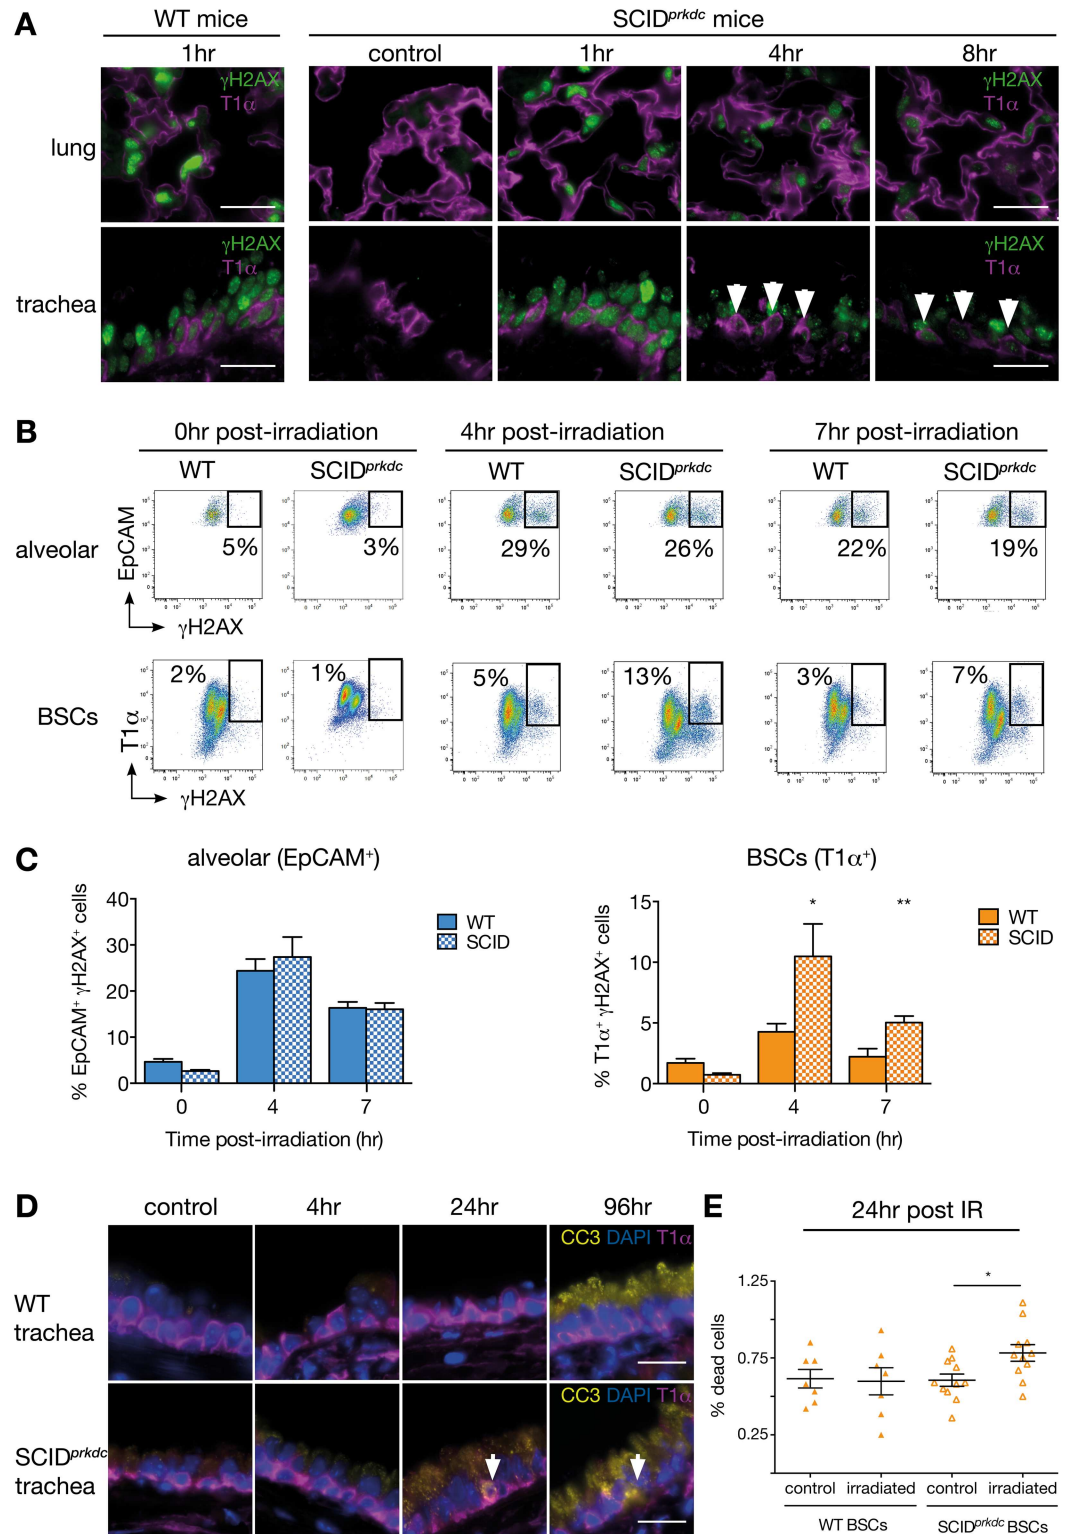 A
WT mice
SCIDprkdc mice
1hr
control
1hr
4hr
8hr
lung
γH2AX
T1α
γH2AX
T1α
trachea
γH2AX
T1α
γH2AX
T1α
B
0hr post-irradiation
4hr post-irradiation
7hr post-irradiation
WT
SCIDprkdc
WT
SCIDprkdc
WT
SCIDprkdc
alveolar
EpCAM
5%
3%
29%
26%
22%
19%
γH2AX
BSCs
T1α
2%
1%
5%
13%
3%
7%
γH2AX
C
alveolar (EpCAM+)
% EpCAM+ γH2AX+ cells
40
30
20
10
0
0
4
7
Time post-irradiation (hr)
WT
SCID
BSCs (T1α+)
% T1α+ γH2AX+ cells
15
10
5
0
*
**
0
4
7
Time post-irradiation (hr)
WT
SCID
D
control
4hr
24hr
96hr
WT
trachea
CC3 DAPI T1α
SCIDprkdc
trachea
CC3 DAPI T1α
E
24hr post IR
% dead cells
1.25
0.75
0.25
*
control
irradiated
control
irradiated
WT BSCs
SCIDprkdc BSCs